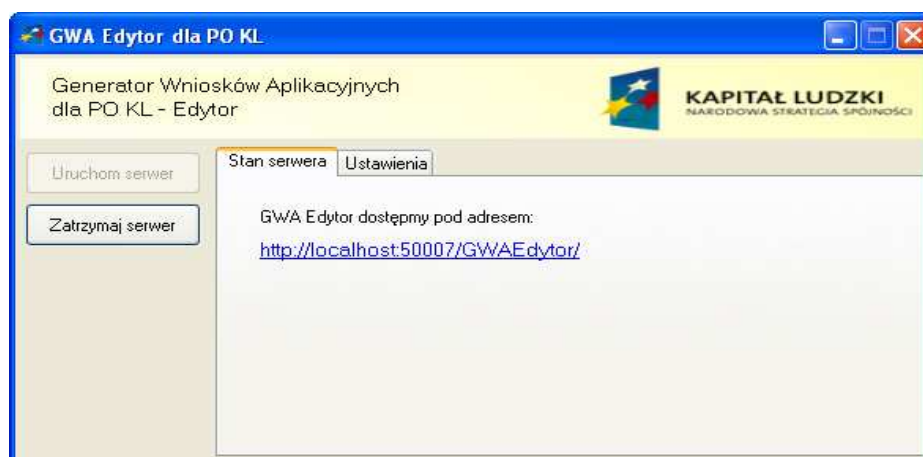 GWA Edytor dla PO KL
Generator Wniosków Aplikacyjnych
dla PO KL - Edytor
KAPITAŁ LUDZKI
NARODOWA STRATEGIA SPÓJNOŚCI
Uruchom serwer
Zatrzymaj serwer
Stan serwera
Ustawienia
GWA Edytor dostępmy pod adresem:
http://localhost:50007/GWAEdytor/